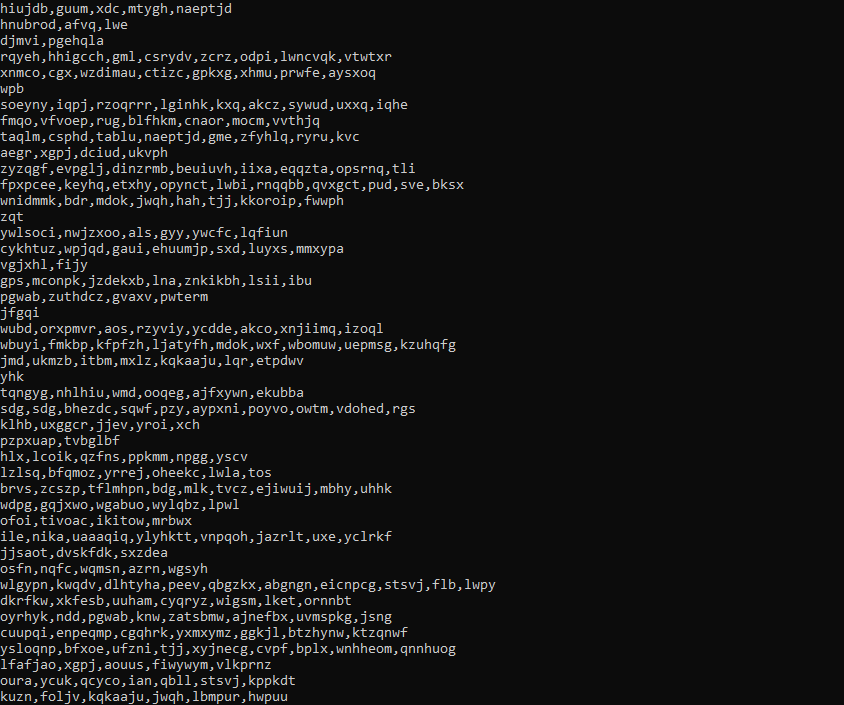 hiujdb,guum,xdc,mtygh,naeptjd
hnubrod,afvq,lwe
djmvi,pgehqla
rqyeh,hhigcch,gml,csrydv,zcrz,odpi,lwncvqk,vtwtxr
xnmco,cgx,wzdimau,ctizc,gpkxg,xhmu,prwfe,aysxoq
wpb
soeyny,iqpj,rzoqrrr,lginhk,kxq,akcz,sywud,uxxq,iqhe
fmqo,vfvoep,rug,blfhkm,cnaor,mocm,vvthjq
taqlm,csphd,tablu,naeptjd,gme,zfyhlq,ryru,kvc
aegr,xgpj,dciud,ukvph
zyzqgf,evpglj,dinzrmb,beuiuvh,iixa,eqqzta,opsrnq,tli
fpxpcee,keyhq,etxhy,opynct,lwbi,rnqqbb,qvxgct,pud,sve,bksx
wnidmmk,bdr,mdok,jwqh,hah,tjj,kkoroip,fwwph
zqt
ywlsoci,nwjzxoo,als,gyy,ywcfc,lqfiun
cykhtuz,wpjqd,gaui,ehuumjp,sxd,luyxs,mmxypa
vgjxhl,fijy
gps,mconpk,jzdekxb,lna,znkikbh,lsii,ibu
pgwab,zuthdcz,gvaxv,pwterm
jfgqi
wubd,orxpmvr,aos,rzyviy,ycdde,akco,xnjiimq,izoql
wbuyi,fmkbp,kfpfzh,ljatyfh,mdok,wxf,wbomuw,uepmsg,kzuhqfg
jmd,ukmzb,itbm,mxlz,kqkaaju,lqr,etpdwv
yhk
tqngyg,nhlhiu,wmd,ooqeg,ajfxywn,ekubba
sdg,sdg,bhezdc,sqwf,pzy,aypxni,poyvo,owtm,vdohed,rgs
klhb,uxggcr,jjev,yroi,xch
pzpxuap,tvbglbf
hlx,lcoik,qzfns,ppkmm,npgg,yscv
lzlsq,bfqmoz,yrrej,oheekc,lwla,tos
brvs,zcszp,tflmhpn,bdg,mlk,tvcz,ejiwuij,mbhy,uhhk
wdpg,gqjxwo,wgabuo,wylqbz,lpwl
ofoi,tivoac,ikitow,mrbwx
ile,nika,uaaaqiq,ylyhktt,vnpqoh,jazrlt,uxe,yclrkf
jjsaot,dvskfdk,sxzdea
osfn,nqfc,wqmsn,azrn,wgsyh
wlgypn,kwqdv,dlhtyha,peev,qbgzkx,abgngn,eicnpcg,stsvj,flb,lwpy
dkrfkw,xkfesb,uuham,cyqryz,wigsm,lket,ornnbt
oyrhyk,ndd,pgwab,knw,zatsbmw,ajnefbx,uvmspkg,jsng
cuupqi,enpeqmp,cgqhrk,yxmxymz,ggkjl,btzhynw,ktzqnwf
ysloqnp,bfxoe,ufzni,tjj,xyjnecg,cvpf,bplx,wnhheom,qnnhuog
lfafjao,xgpj,aouus,fiwywym,vlkprnz
oura,ycuk,qcyco,ian,qbll,stsvj,kppkdt
kuzn,foljv,kqkaaju,jwqh,lbmpur,hwpuu